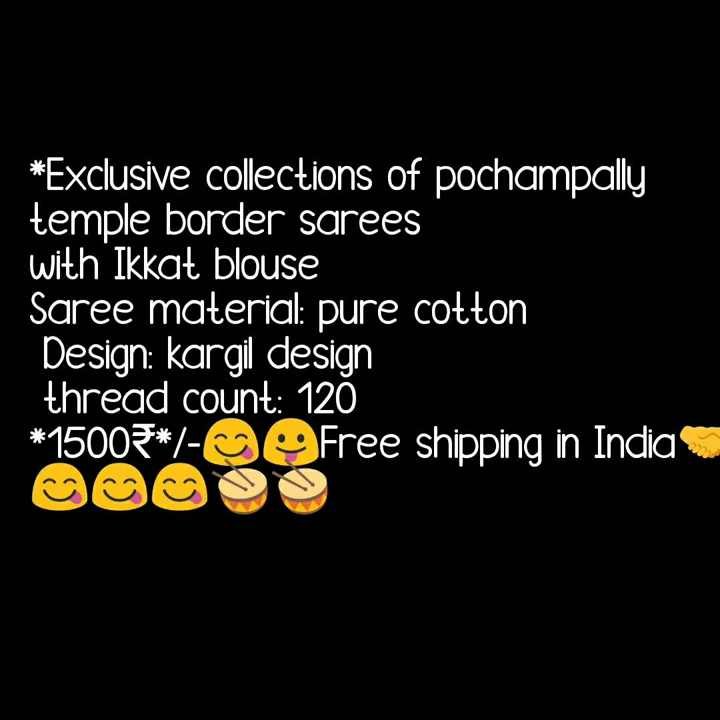 *Exclusive collections of pochampally
temple border sarees
with Ikkat blouse
Saree material: pure cotton
Design: kargil design
thread count: 120
*1500₹*/-😋🙂Free shipping in India🤝
😋😋😋🥁🥁